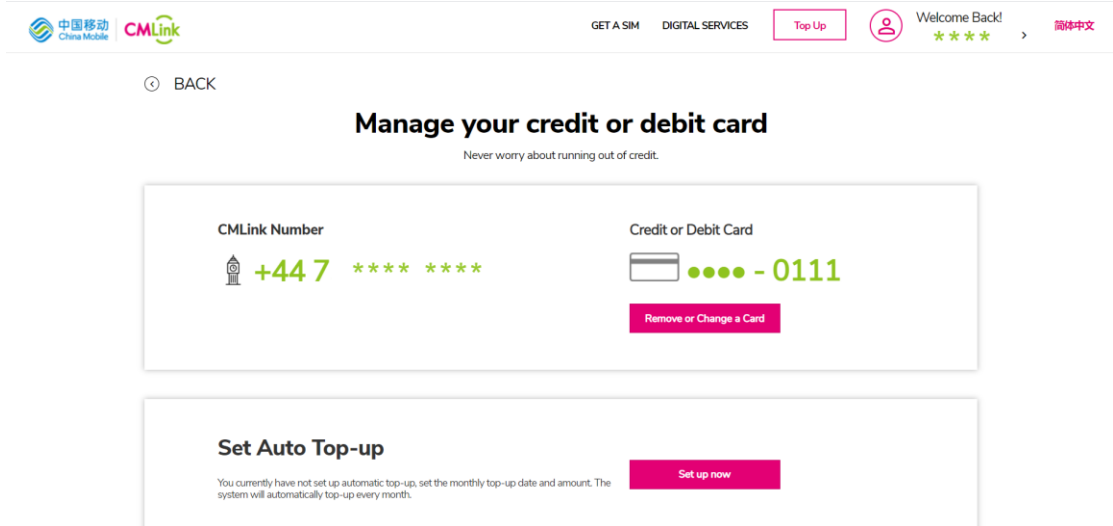 中国移动
China Mobile
CMLink
GET A SIM
DIGITAL SERVICES
Top Up
Welcome Back!
****
>
简体中文
BACK
Manage your credit or debit card
Never worry about running out of credit.
CMLink Number
+44 7 **** ****
Credit or Debit Card
●●●● - 0111
Remove or Change a Card
Set Auto Top-up
You currently have not set up automatic top-up, set the monthly top-up date and amount. The
system will automatically top-up every month.
Set up now